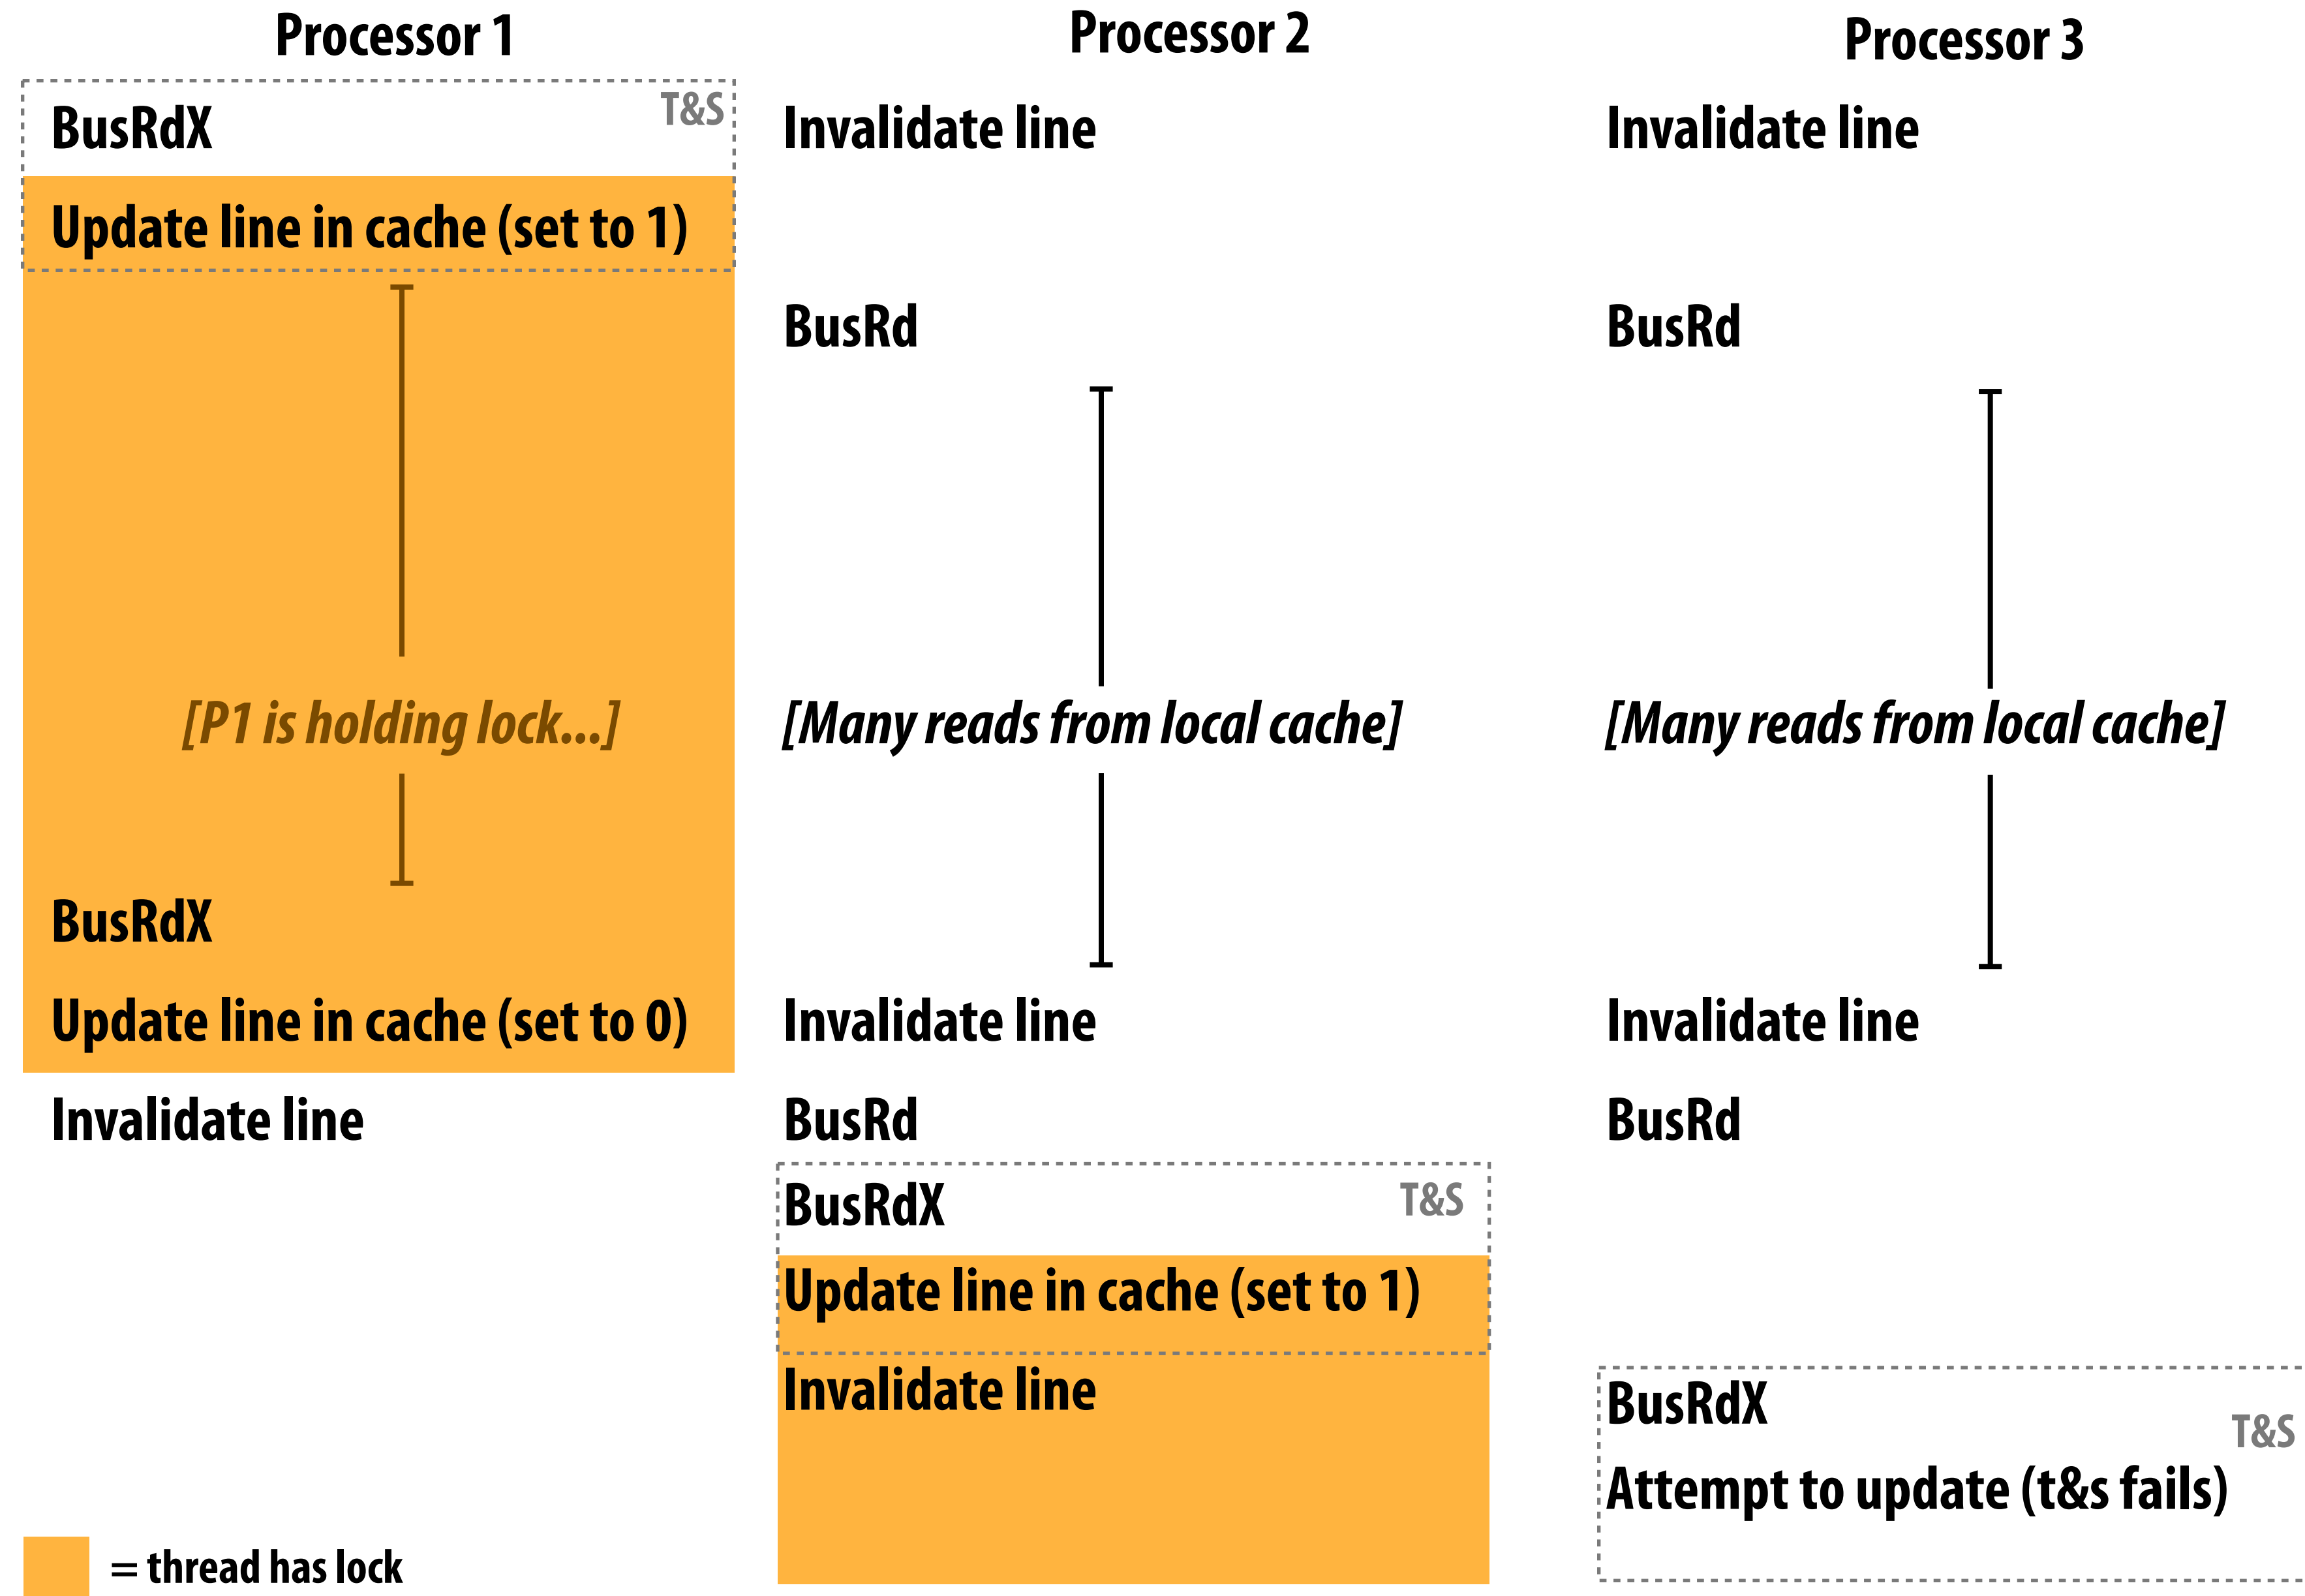 Processor 1
Processor 2
Processor 3
BusRdX
T&S
Update line in cache (set to 1)
[P1 is holding lock...]
BusRdX
Update line in cache (set to 0)
Invalidate line
Invalidate line
BusRd
[Many reads from local cache]
Invalidate line
BusRd
BusRdX
T&S
Update line in cache (set to 1)
Invalidate line
Invalidate line
BusRd
[Many reads from local cache]
Invalidate line
BusRd
BusRdX
T&S
Attempt to update (t&s fails)
= thread has lock